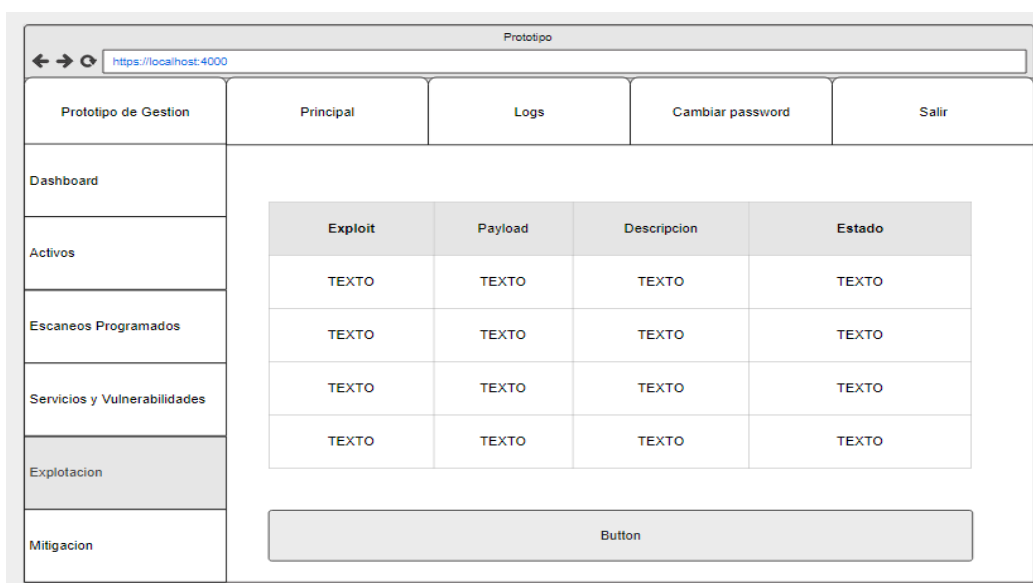 Prototipo
https://localhost:4000
Prototipo de Gestion
Principal
Logs
Cambiar password
Salir
Dashboard
Activos
Escaneos Programados
Servicios y Vulnerabilidades
Explotacion
Mitigacion
Exploit Payload Descripcion Estado
TEXTO TEXTO TEXTO TEXTO
TEXTO TEXTO TEXTO TEXTO
TEXTO TEXTO TEXTO TEXTO
TEXTO TEXTO TEXTO TEXTO
Button